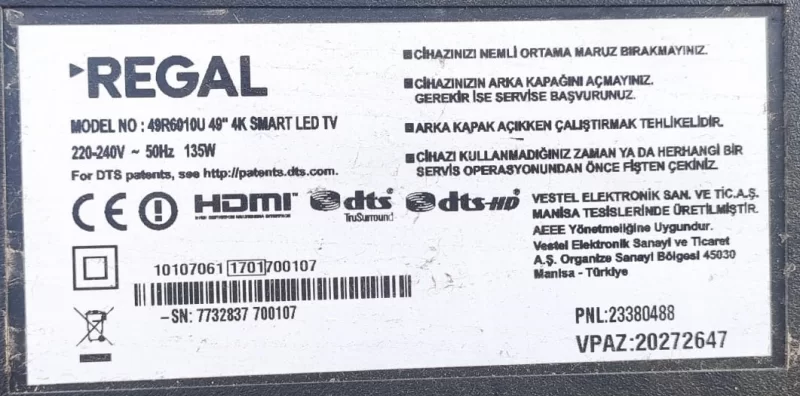 REGAL
MODEL NO : 49R6010U 49" 4K SMART LED TV
220-240V ~ 50Hz 135W
For DTS patents, see http://patents.dts.com.
CE HDMI dts dts-HD
HIGH-DEFINITION MULTIMEDIA INTERFACE TruSurround
10107061 1701 700107
-SN: 7732837 700107
■ CİHAZINIZI NEMLİ ORTAMA MARUZ BIRAKMAYINIZ.
■ CİHAZINIZIN ARKA KAPAĞINI AÇMAYINIZ.
GEREKİR İSE SERVİSE BAŞVURUNUZ.
■ ARKA KAPAK AÇIKKEN ÇALIŞTIRMAK TEHLİKELİDİR.
■ CİHAZI KULLANMADIĞINIZ ZAMAN YA DA HERHANGİ BİR
SERVİS OPERASYONUNDAN ÖNCE FİŞTEN ÇEKİNİZ.
VESTEL ELEKTRONİK SAN. VE TİC.A.Ş.
MANİSA TESİSLERİNDE ÜRETİLMİŞTİR.
AEEE Yönetmeliğine Uygundur.
Vestel Elektronik Sanayi ve Ticaret
A.Ş. Organize Sanayi Bölgesi 45030
Manisa - Türkiye
PNL:23380488
VPAZ:20272647